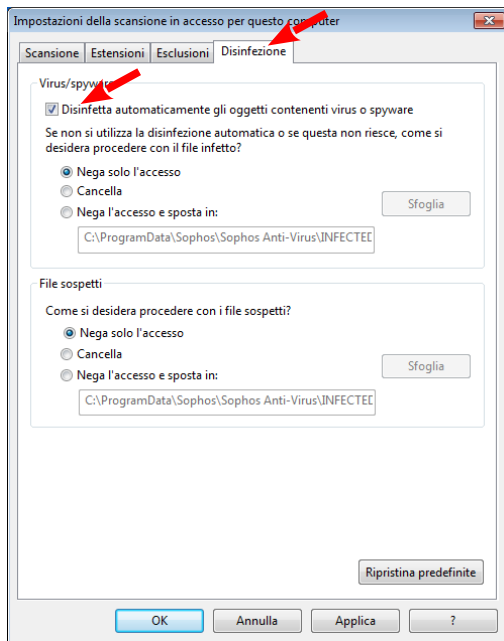 Impostazioni della scansione in accesso per questo computer
Scansione Estensioni Esclusioni Disinfezione
Virus/spyware
Disinfetta automaticamente gli oggetti contenenti virus o spyware
Se non si utilizza la disinfezione automatica o se questa non riesce, come si
desidera procedere con il file infetto?
Nega solo l'accesso
Cancella
Nega l'accesso e sposta in:
Sfoglia
C:\ProgramData\Sophos\Sophos Anti-Virus\INFECTED
File sospetti
Come si desidera procedere con i file sospetti?
Nega solo l'accesso
Cancella
Nega l'accesso e sposta in:
Sfoglia
C:\ProgramData\Sophos\Sophos Anti-Virus\INFECTED
Ripristina predefinite
OK Annulla Applica ?